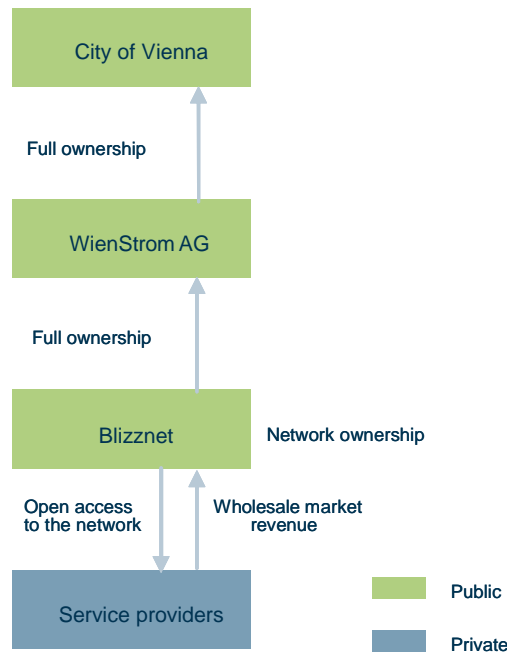 City of Vienna
Full ownership
WienStrom AG
Full ownership
Blizznet
Network ownership
Open access
to the network
Wholesale market
revenue
Service providers
Public
Private